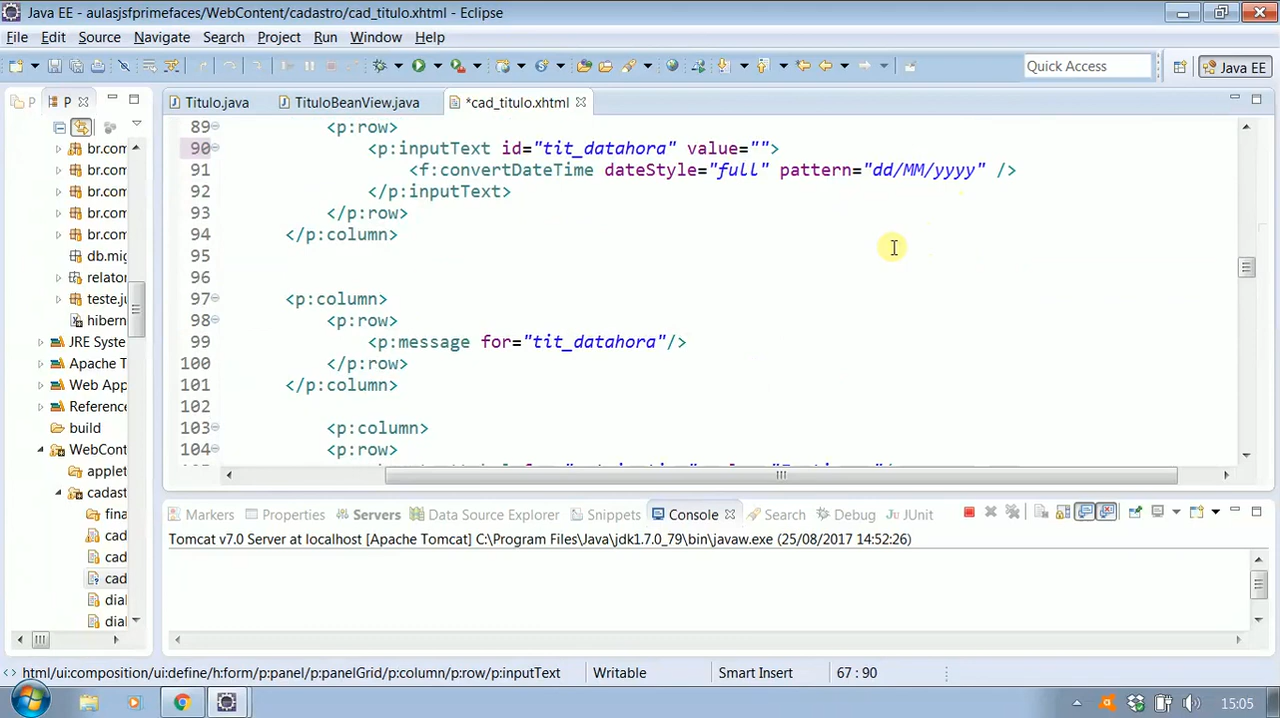 Java EE - aulasjsfprimefaces/WebContent/cadastro/cad_titulo.xhtml - Eclipse
File Edit Source Navigate Search Project Run Window Help
Quick Access
Java EE
P
P
Titulo.java
TituloBeanView.java
*cad_titulo.xhtml
br.com
br.com
br.com
br.com
br.com
db.mig
relator
teste.ju
hibern
JRE Syste
Apache T
Web App
Reference
build
WebCont
applet
cadast
fina
cad
cad
cad
dial
dial
89 <p:row>
90 <p:inputText id="tit_datahora" value="">
91 <f:convertDateTime dateStyle="full" pattern="dd/MM/yyyy" />
92 </p:inputText>
93 </p:row>
94 </p:column>
95
96
97 <p:column>
98 <p:row>
99 <p:message for="tit_datahora"/>
100 </p:row>
101 </p:column>
102
103 <p:column>
104 <p:row>
Markers Properties Servers Data Source Explorer Snippets Console Search Debug JUnit
Tomcat v7.0 Server at localhost [Apache Tomcat] C:\Program Files\Java\jdk1.7.0_79\bin\javaw.exe (25/08/2017 14:52:26)
html/ui:composition/ui:define/h:form/p:panel/p:panelGrid/p:column/p:row/p:inputText
Writable
Smart Insert
67 : 90
15:05